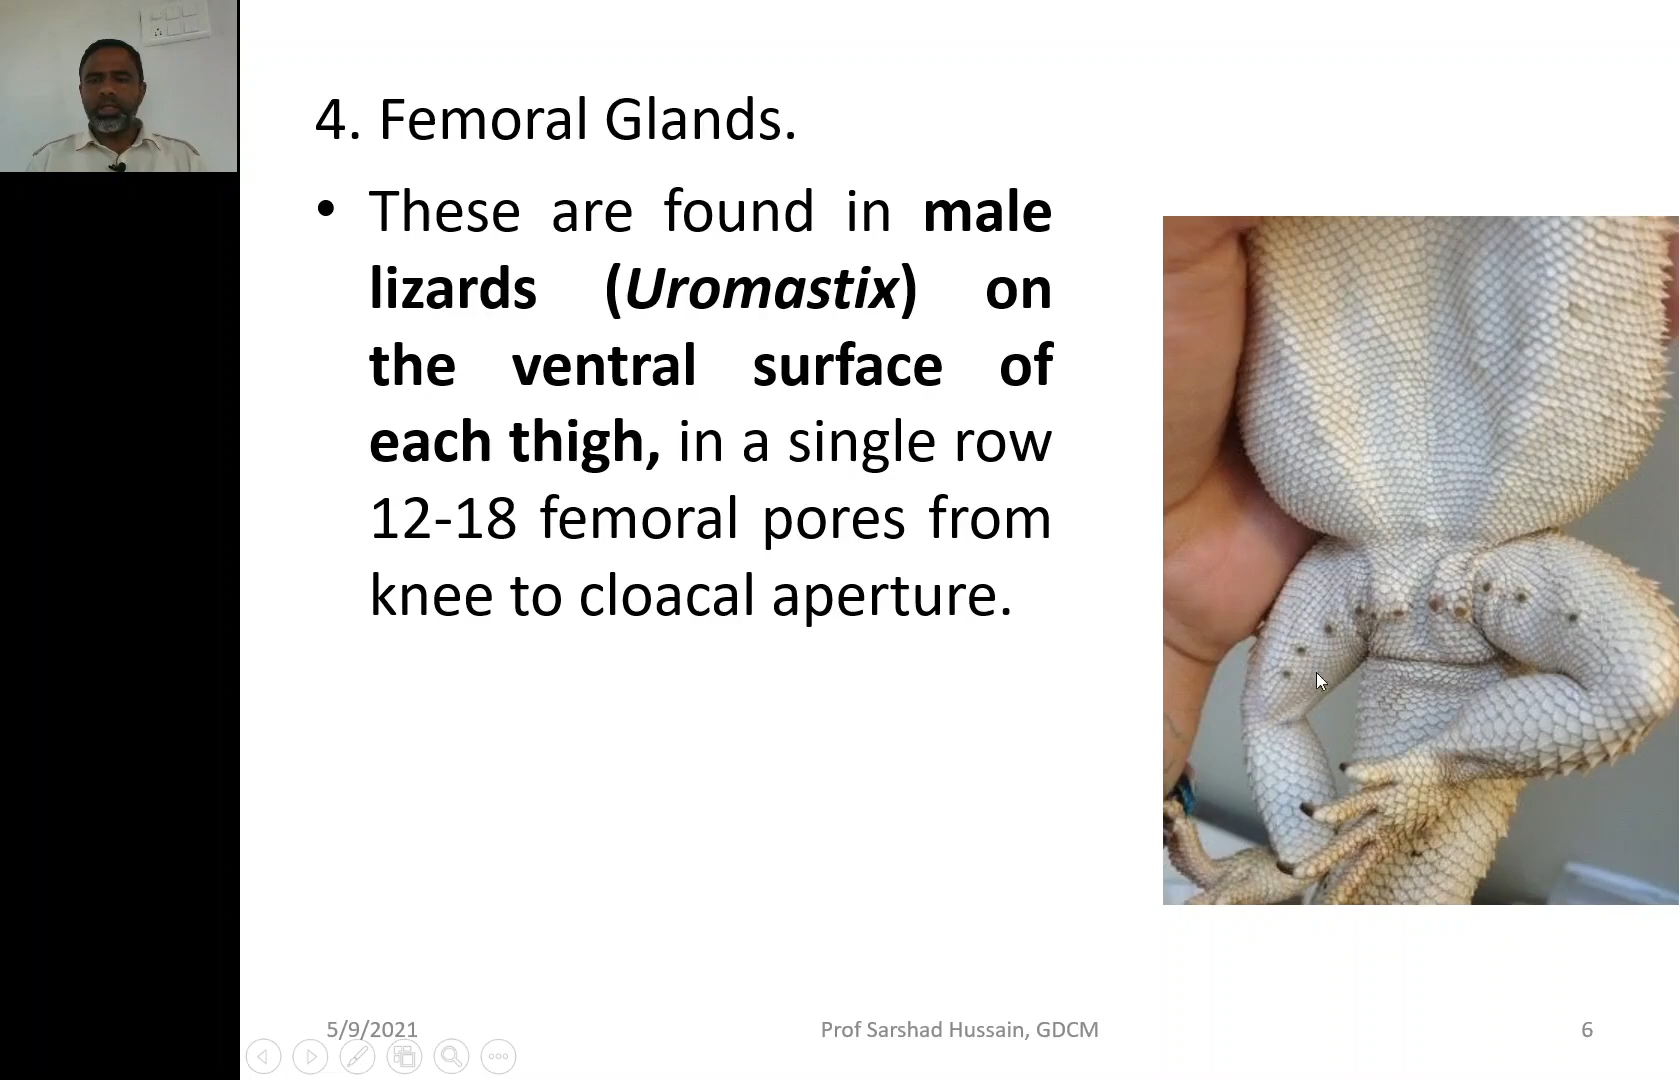 4. Femoral Glands.
• These are found in male
lizards (Uromastix) on
the ventral surface of
each thigh, in a single row
12-18 femoral pores from
knee to cloacal aperture.
5/9/2021
Prof Sarshad Hussain, GDCM
6